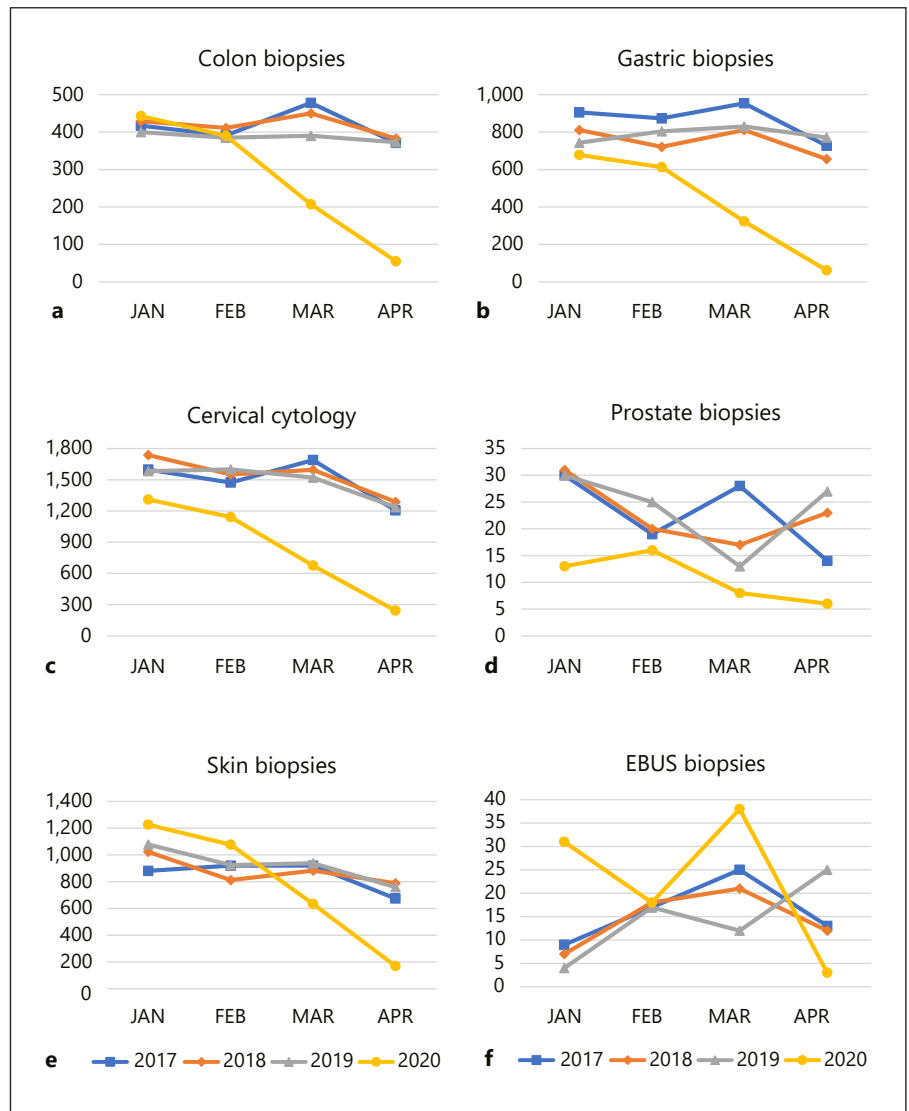 Colon biopsies
500
400
300
200
100
0
a
JAN FEB MAR APR
Gastric biopsies
1,000
800
600
400
200
0
b
JAN FEB MAR APR
Cervical cytology
1,800
1,500
1,200
900
600
300
0
c
JAN FEB MAR APR
Prostate biopsies
35
30
25
20
15
10
5
0
d
JAN FEB MAR APR
Skin biopsies
1,400
1,200
1,000
800
600
400
200
0
JAN FEB MAR APR
e 2017 2018 2019 2020
EBUS biopsies
40
35
30
25
20
15
10
5
0
JAN FEB MAR APR
f 2017 2018 2019 2020